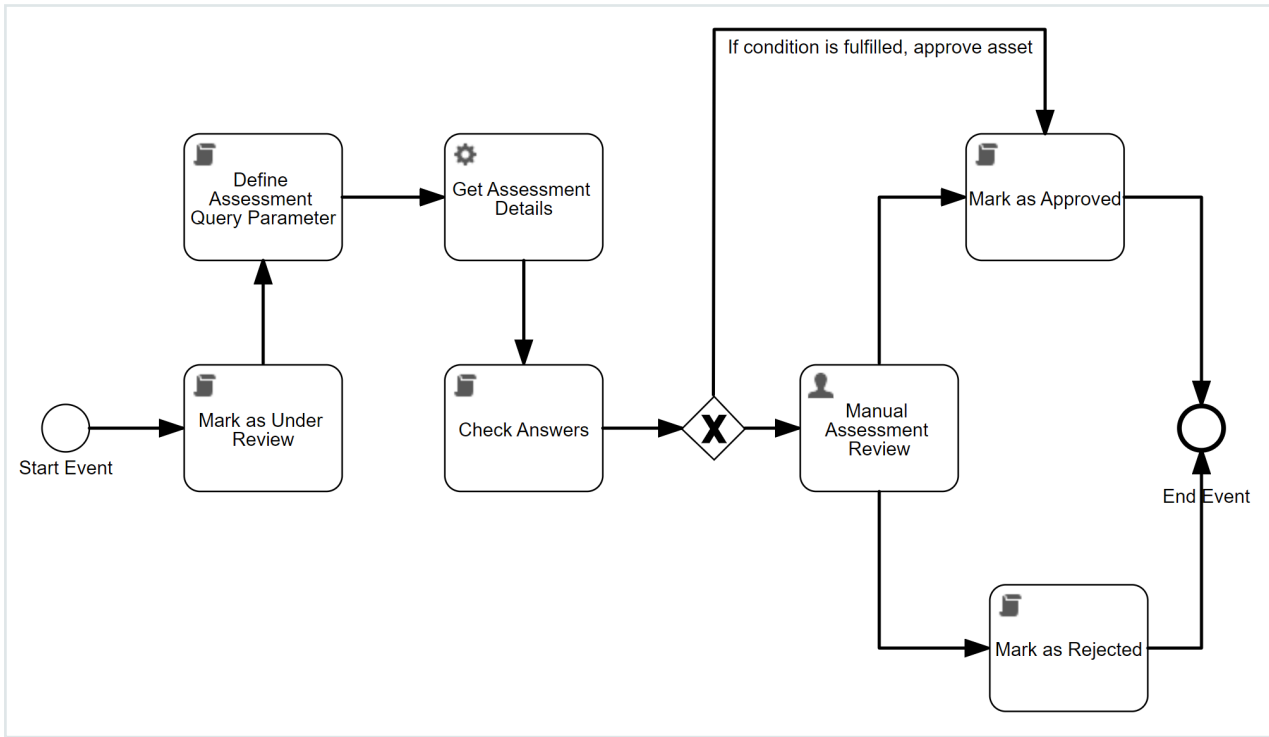 If condition is fulfilled, approve asset
Define
Assessment
Query Parameter
Get Assessment
Details
Mark as Approved
Start Event
Mark as Under
Review
Check Answers
X
Manual
Assessment
Review
End Event
Mark as Rejected